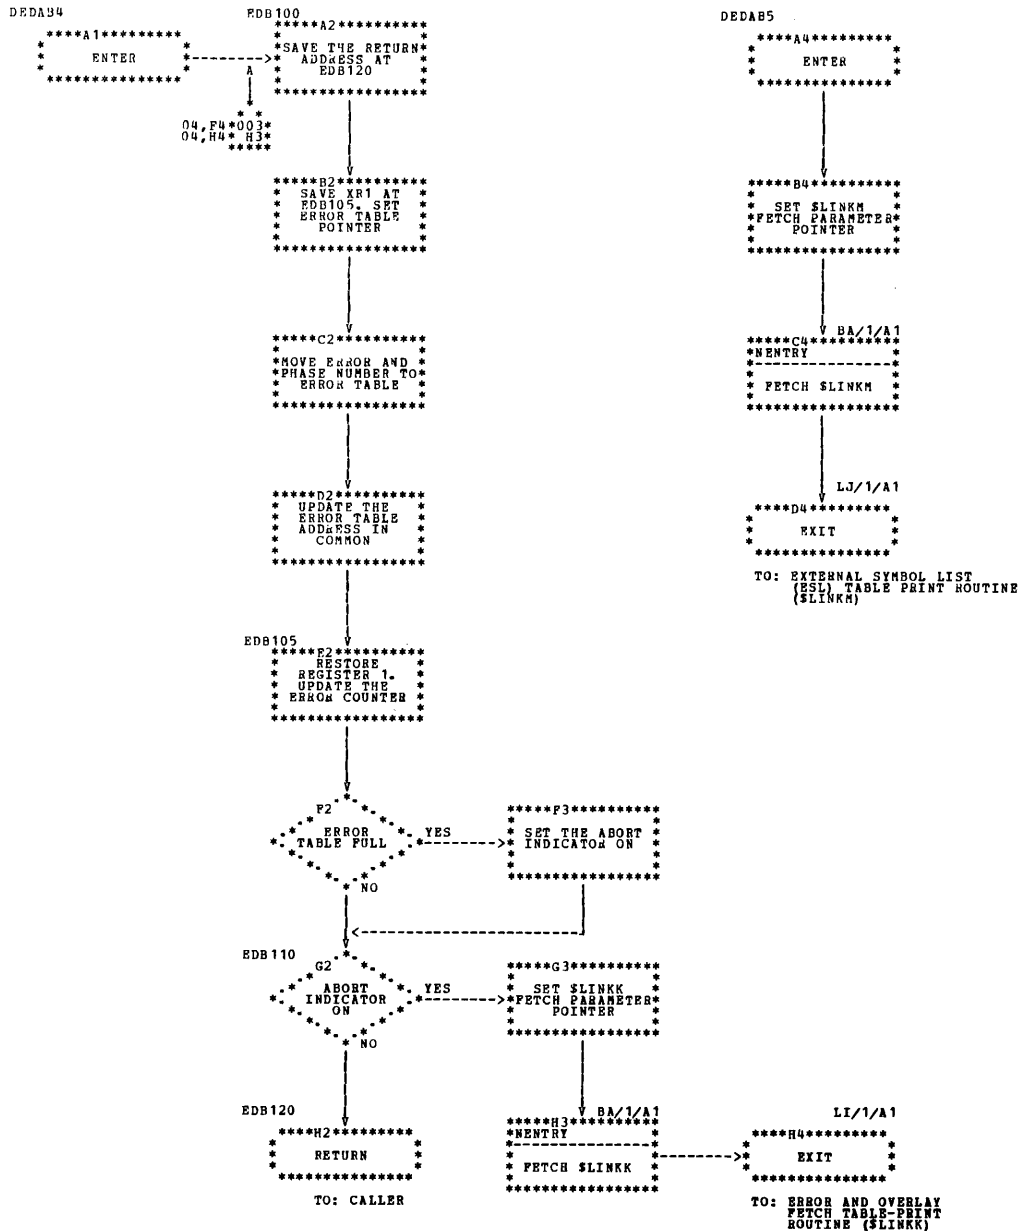 DEDAB4
A1
ENTER
A
04,F4 003
04,H4 H3
EDB100
A2
SAVE THE RETURN
ADDRESS AT
EDB120
B2
SAVE XR1 AT
EDB105. SET
ERROR TABLE
POINTER
C2
MOVE ERROR AND
PHASE NUMBER TO
ERROR TABLE
D2
UPDATE THE
ERROR TABLE
ADDRESS IN
COMMON
EDB105
E2
RESTORE
REGISTER 1.
UPDATE THE
ERROR COUNTER
F2
ERROR
TABLE FULL
YES
NO
F3
SET THE ABORT
INDICATOR ON
EDB110
G2
ABORT
INDICATOR
ON
YES
NO
G3
SET $LINKK
FETCH PARAMETER
POINTER
EDB120
H2
RETURN
TO: CALLER
BA/1/A1
H3
NENTRY
FETCH $LINKK
LI/1/A1
H4
EXIT
TO: ERROR AND OVERLAY
FETCH TABLE-PRINT
ROUTINE ($LINKK)
DEDAB5
A4
ENTER
B4
SET $LINKM
FETCH PARAMETER
POINTER
BA/1/A1
C4
NENTRY
FETCH $LINKM
LJ/1/A1
D4
EXIT
TO: EXTERNAL SYMBOL LIST
(ESL) TABLE PRINT ROUTINE
($LINKM)